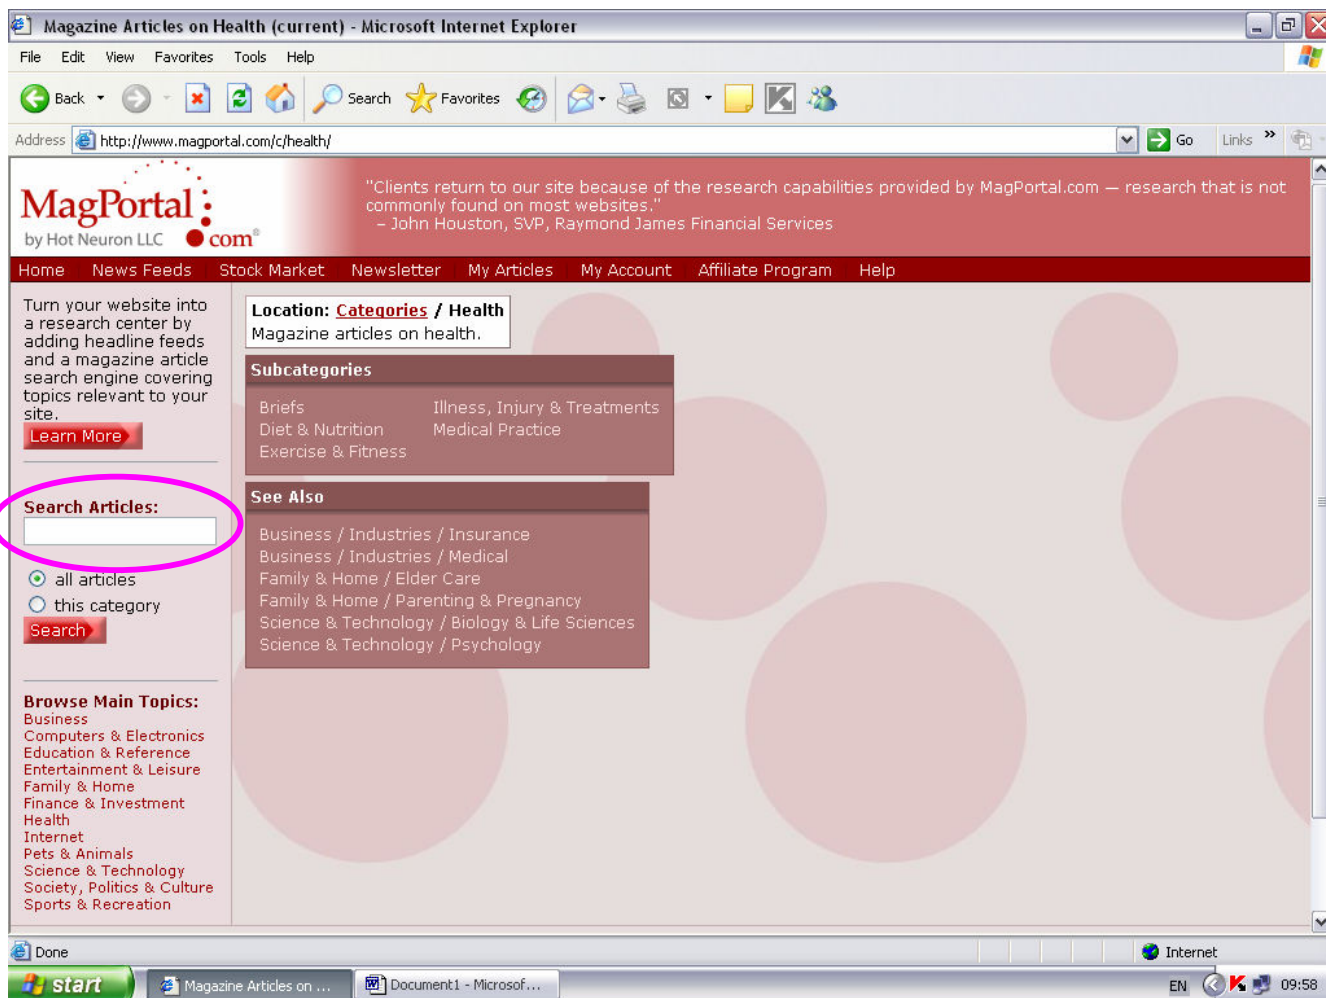 Magazine Articles on Health (current) - Microsoft Internet Explorer
File Edit View Favorites Tools Help
Back Search Favorites
Address http://www.magportal.com/c/health/ Go Links »
MagPortal
by Hot Neuron LLC com®
"Clients return to our site because of the research capabilities provided by MagPortal.com — research that is not
commonly found on most websites."
– John Houston, SVP, Raymond James Financial Services
Home News Feeds Stock Market Newsletter My Articles My Account Affiliate Program Help
Turn your website into
a research center by
adding headline feeds
and a magazine article
search engine covering
topics relevant to your
site.
Learn More
Search Articles:
all articles
this category
Search
Browse Main Topics:
Business
Computers & Electronics
Education & Reference
Entertainment & Leisure
Family & Home
Finance & Investment
Health
Internet
Pets & Animals
Science & Technology
Society, Politics & Culture
Sports & Recreation
Location: Categories / Health
Magazine articles on health.
Subcategories
Briefs Illness, Injury & Treatments
Diet & Nutrition Medical Practice
Exercise & Fitness
See Also
Business / Industries / Insurance
Business / Industries / Medical
Family & Home / Elder Care
Family & Home / Parenting & Pregnancy
Science & Technology / Biology & Life Sciences
Science & Technology / Psychology
Done Internet
start Magazine Articles on ... Document1 - Microsof... EN 09:58